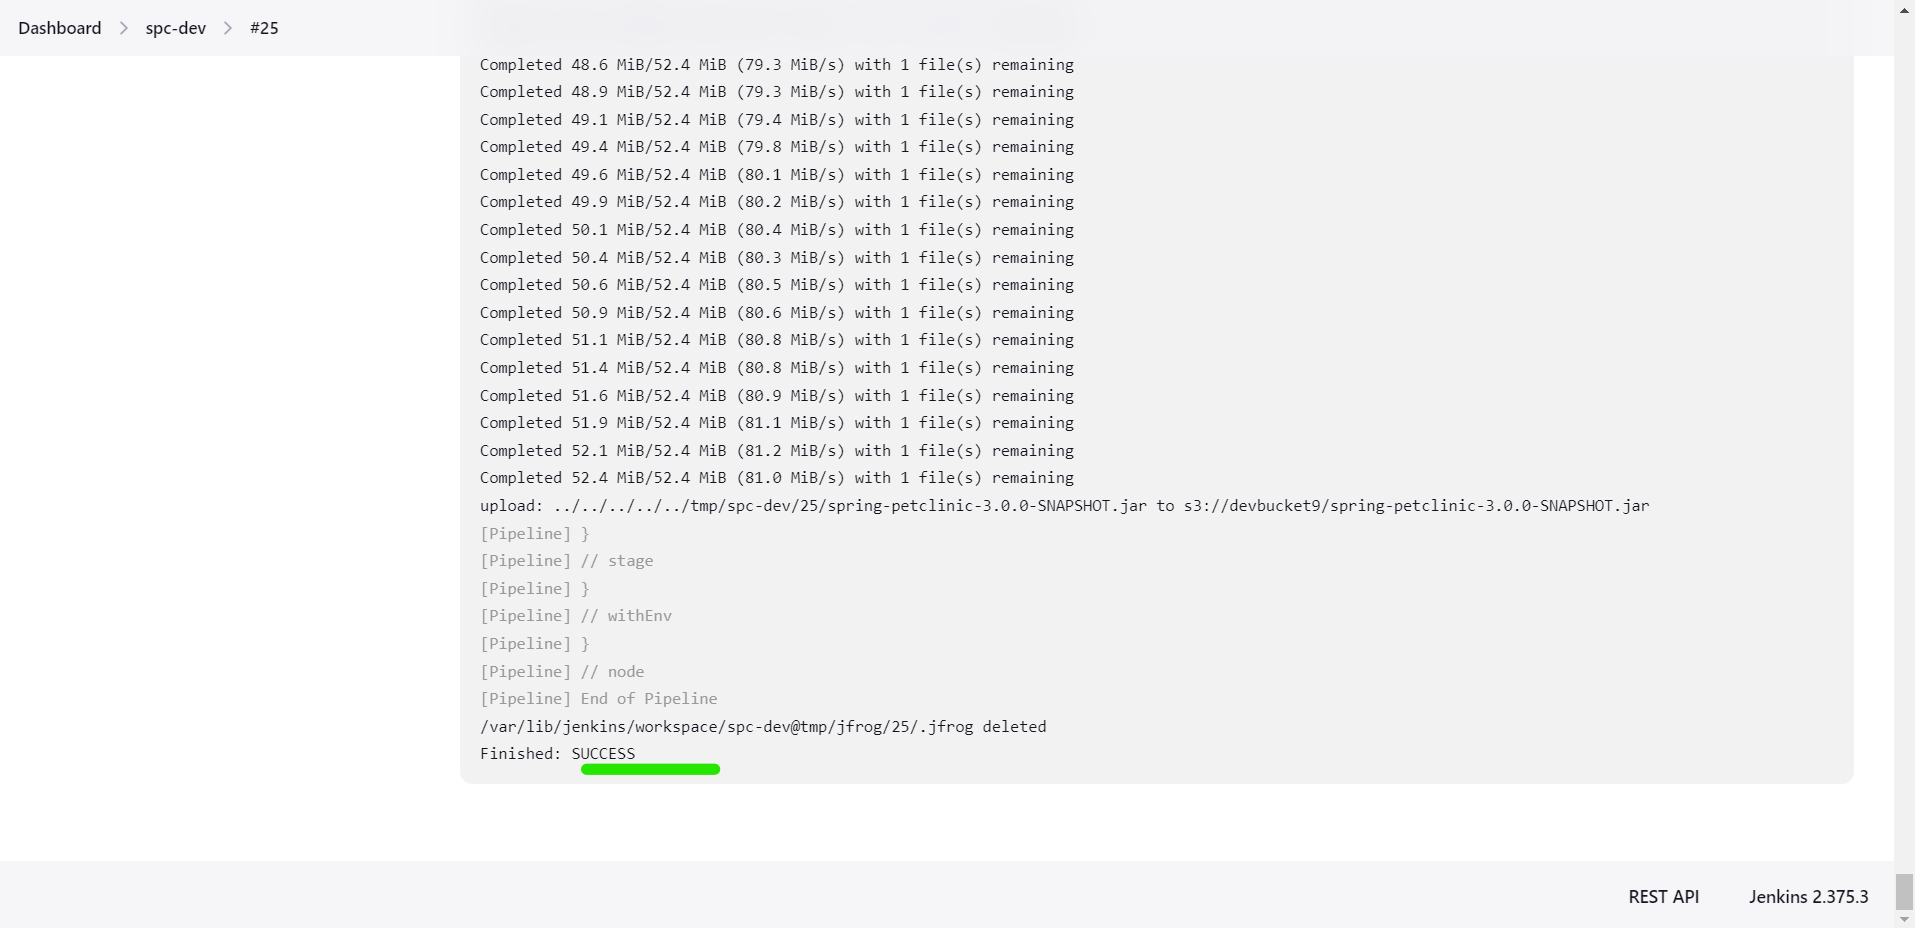 Dashboard > spc-dev > #25
Completed 48.6 MiB/52.4 MiB (79.3 MiB/s) with 1 file(s) remaining
Completed 48.9 MiB/52.4 MiB (79.3 MiB/s) with 1 file(s) remaining
Completed 49.1 MiB/52.4 MiB (79.4 MiB/s) with 1 file(s) remaining
Completed 49.4 MiB/52.4 MiB (79.8 MiB/s) with 1 file(s) remaining
Completed 49.6 MiB/52.4 MiB (80.1 MiB/s) with 1 file(s) remaining
Completed 49.9 MiB/52.4 MiB (80.2 MiB/s) with 1 file(s) remaining
Completed 50.1 MiB/52.4 MiB (80.4 MiB/s) with 1 file(s) remaining
Completed 50.4 MiB/52.4 MiB (80.3 MiB/s) with 1 file(s) remaining
Completed 50.6 MiB/52.4 MiB (80.5 MiB/s) with 1 file(s) remaining
Completed 50.9 MiB/52.4 MiB (80.6 MiB/s) with 1 file(s) remaining
Completed 51.1 MiB/52.4 MiB (80.8 MiB/s) with 1 file(s) remaining
Completed 51.4 MiB/52.4 MiB (80.8 MiB/s) with 1 file(s) remaining
Completed 51.6 MiB/52.4 MiB (80.9 MiB/s) with 1 file(s) remaining
Completed 51.9 MiB/52.4 MiB (81.1 MiB/s) with 1 file(s) remaining
Completed 52.1 MiB/52.4 MiB (81.2 MiB/s) with 1 file(s) remaining
Completed 52.4 MiB/52.4 MiB (81.0 MiB/s) with 1 file(s) remaining
upload: ../../../../../tmp/spc-dev/25/spring-petclinic-3.0.0-SNAPSHOT.jar to s3://devbucket9/spring-petclinic-3.0.0-SNAPSHOT.jar
[Pipeline] }
[Pipeline] // stage
[Pipeline] }
[Pipeline] // withEnv
[Pipeline] }
[Pipeline] // node
[Pipeline] End of Pipeline
/var/lib/jenkins/workspace/spc-dev@tmp/jfrog/25/.jfrog deleted
Finished: SUCCESS
REST API Jenkins 2.375.3